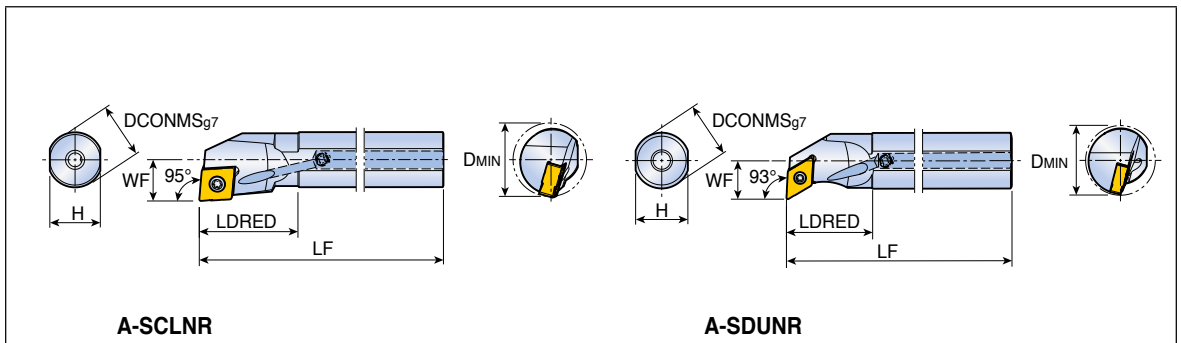 DCONMSg7
WF
95°
H
LDRED
LF
DMIN
A-SCLNR
DCONMSg7
WF
93°
H
LDRED
LF
DMIN
A-SDUNR